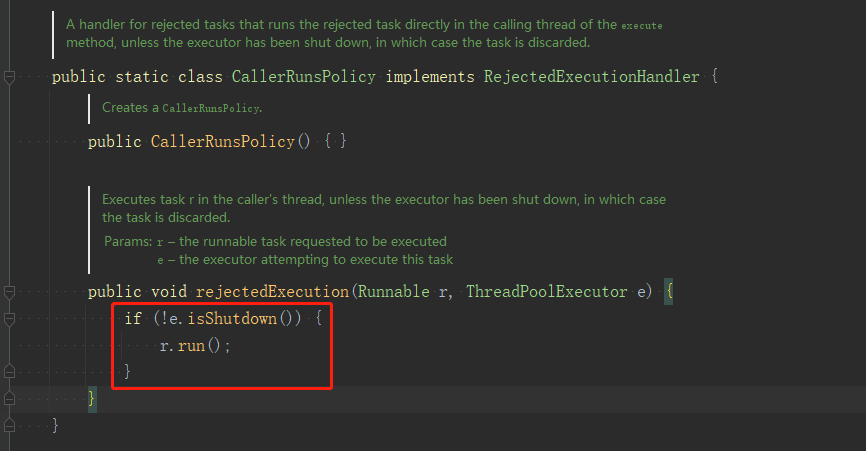 A handler for rejected tasks that runs the rejected task directly in the calling thread of the execute
method, unless the executor has been shut down, in which case the task is discarded.
public static class CallerRunsPolicy implements RejectedExecutionHandler {
Creates a CallerRunsPolicy.
public CallerRunsPolicy() { }
Executes task r in the caller's thread, unless the executor has been shut down, in which case
the task is discarded.
Params: r – the runnable task requested to be executed
e – the executor attempting to execute this task
public void rejectedExecution(Runnable r, ThreadPoolExecutor e) {
if (!e.isShutdown()) {
r.run();
}
}
}